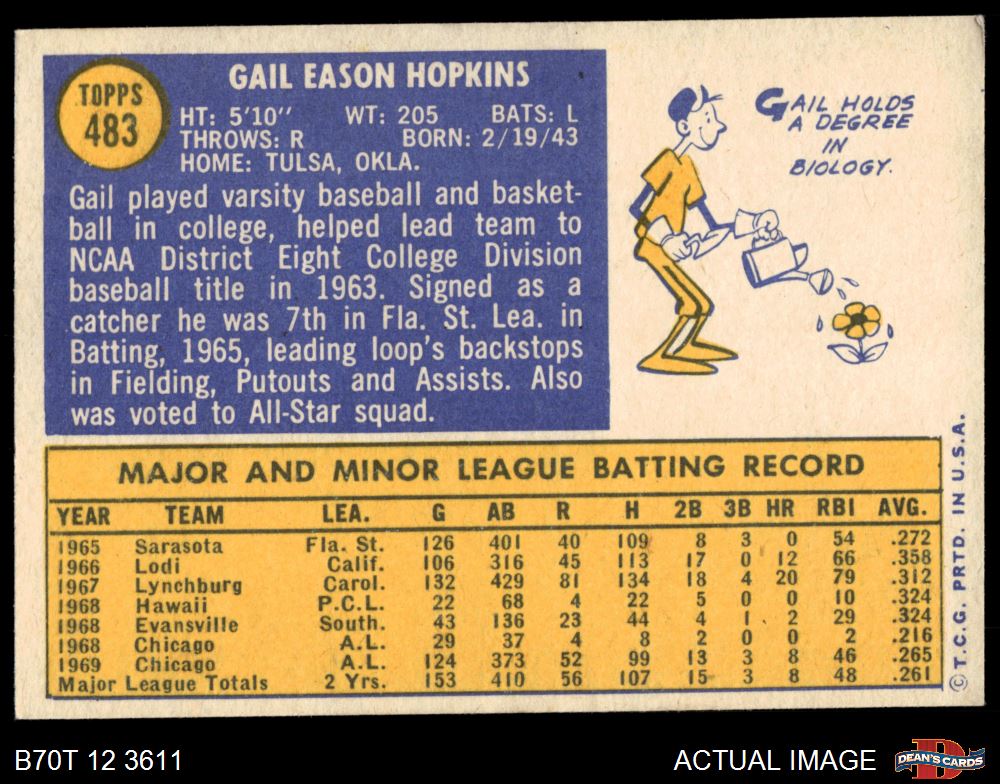 TOPPS
483
GAIL EASON HOPKINS
HT: 5'10" WT: 205 BATS: L
THROWS: R BORN: 2/19/43
HOME: TULSA, OKLA.
Gail played varsity baseball and basket-
ball in college, helped lead team to
NCAA District Eight College Division
baseball title in 1963. Signed as a
catcher he was 7th in Fla. St. Lea. in
Batting, 1965, leading loop's backstops
in Fielding, Putouts and Assists. Also
was voted to All-Star squad.
GAIL HOLDS
A DEGREE
IN
BIOLOGY.
MAJOR AND MINOR LEAGUE BATTING RECORD
YEAR TEAM LEA. G AB R H 2B 3B HR RBI AVG.
1965 Sarasota Fla. St. 126 401 40 109 8 3 0 54 .272
1966 Lodi Calif. 106 316 45 113 17 0 12 66 .358
1967 Lynchburg Carol. 132 429 81 134 18 4 20 79 .312
1968 Hawaii P.C.L. 22 68 4 22 5 0 0 10 .324
1968 Evansville South. 43 136 23 44 4 1 2 29 .324
1968 Chicago A.L. 29 37 4 8 2 0 0 2 .216
1969 Chicago A.L. 124 373 52 99 13 3 8 46 .265
Major League Totals 2 Yrs. 153 410 56 107 15 3 8 48 .261
© T.C.G. PRTD. IN U.S.A.
B70T 12 3611
ACTUAL IMAGE
D
DEAN'S CARDS